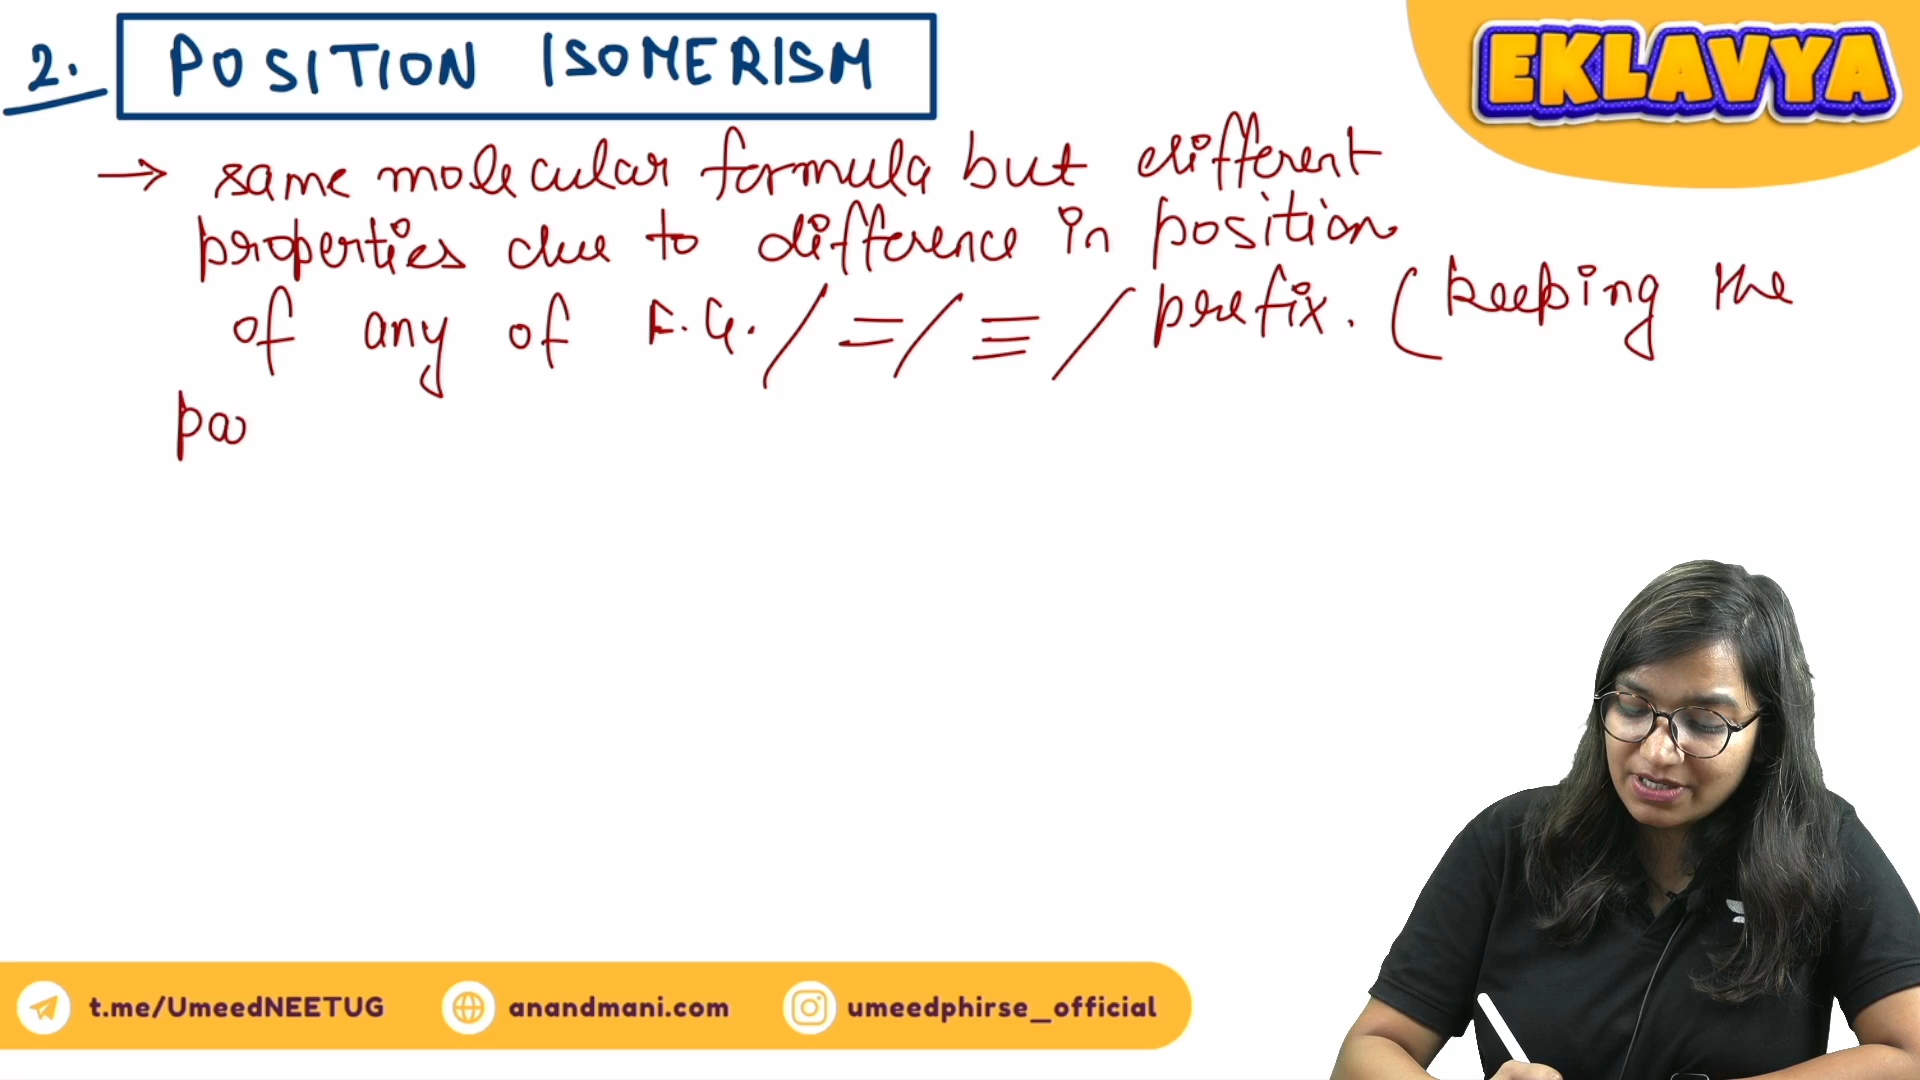 2. POSITION ISOMERISM
EKLAVYA
→ same molecular formula but different
properties due to difference in position
of any of F.G. / = / ≡ / prefix. (keeping the
pa
t.me/UmeedNEETUG
anandmani.com
umeedphirse_official